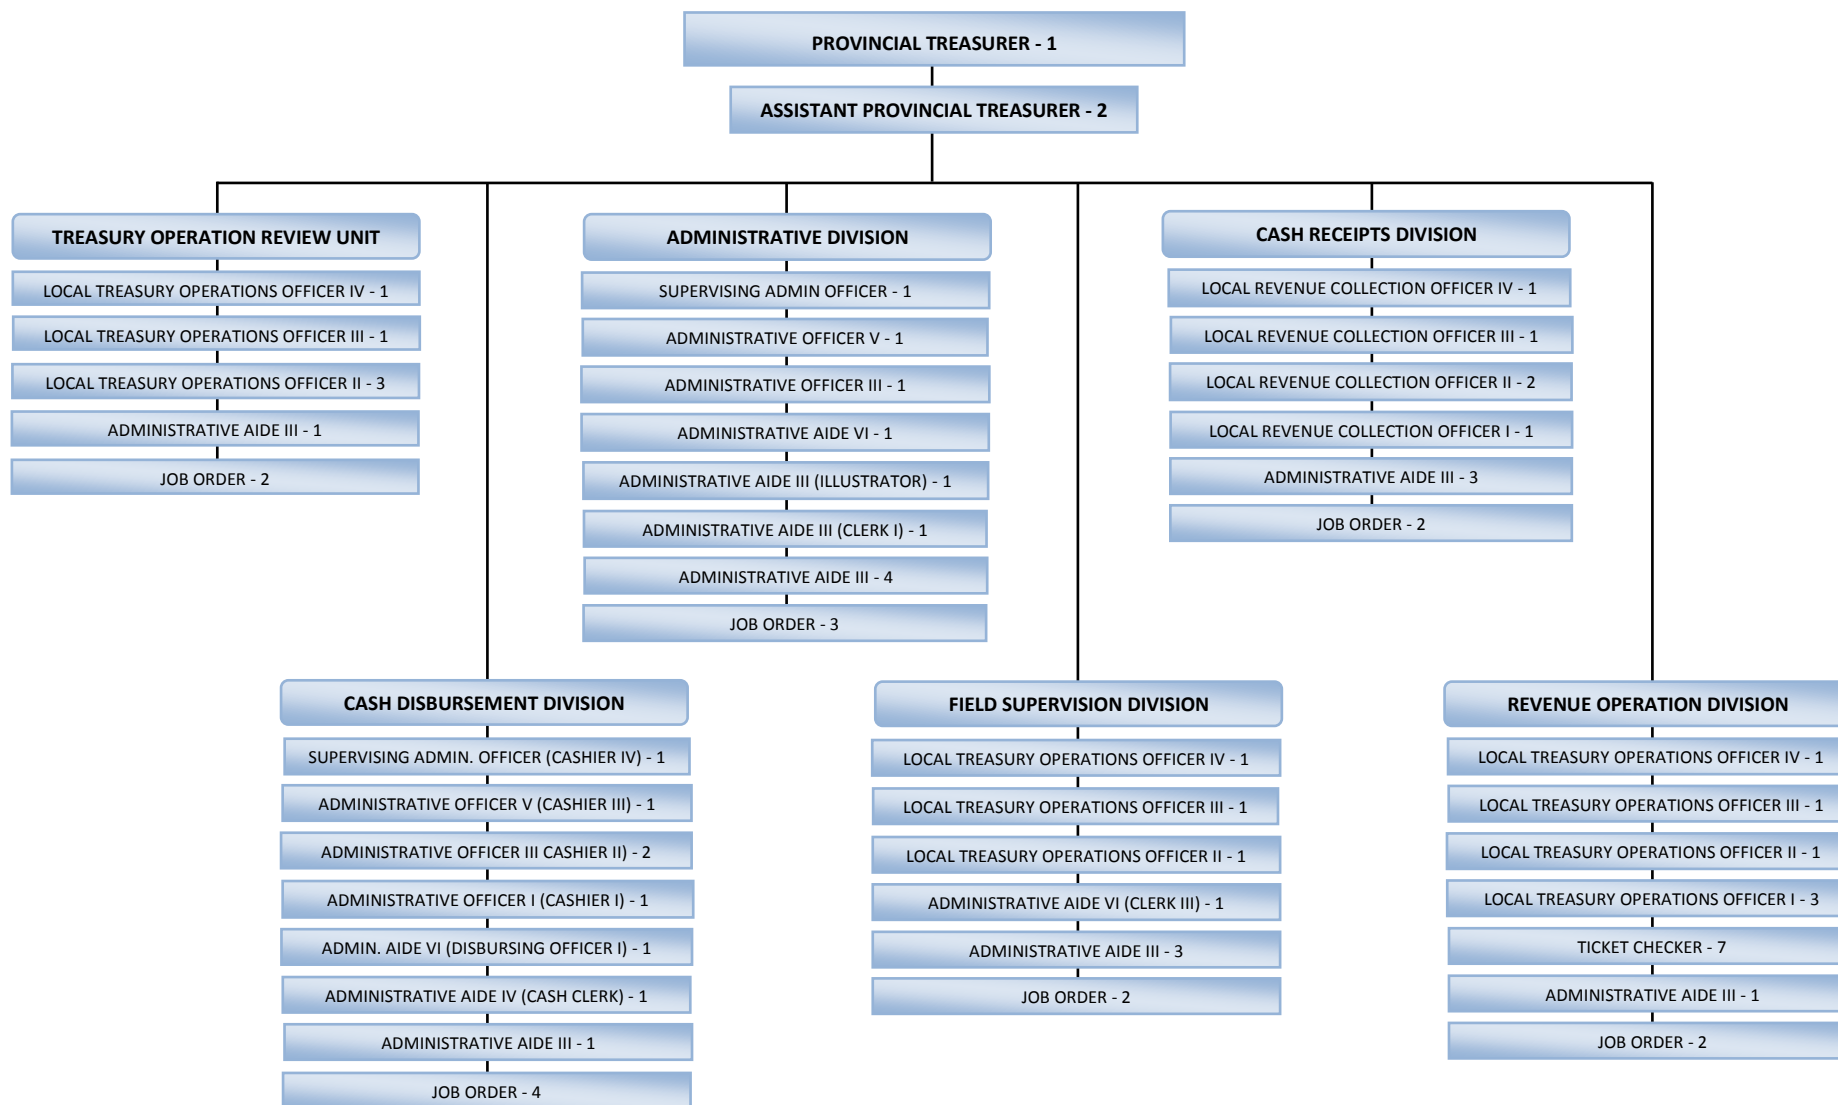 PROVINCIAL TREASURER - 1
ASSISTANT PROVINCIAL TREASURER - 2
TREASURY OPERATION REVIEW UNIT
LOCAL TREASURY OPERATIONS OFFICER IV - 1
LOCAL TREASURY OPERATIONS OFFICER III - 1
LOCAL TREASURY OPERATIONS OFFICER II - 3
ADMINISTRATIVE AIDE III - 1
JOB ORDER - 2
ADMINISTRATIVE DIVISION
SUPERVISING ADMIN OFFICER - 1
ADMINISTRATIVE OFFICER V - 1
ADMINISTRATIVE OFFICER III - 1
ADMINISTRATIVE AIDE VI - 1
ADMINISTRATIVE AIDE III (ILLUSTRATOR) - 1
ADMINISTRATIVE AIDE III (CLERK I) - 1
ADMINISTRATIVE AIDE III - 4
JOB ORDER - 3
CASH RECEIPTS DIVISION
LOCAL REVENUE COLLECTION OFFICER IV - 1
LOCAL REVENUE COLLECTION OFFICER III - 1
LOCAL REVENUE COLLECTION OFFICER II - 2
LOCAL REVENUE COLLECTION OFFICER I - 1
ADMINISTRATIVE AIDE III - 3
JOB ORDER - 2
CASH DISBURSEMENT DIVISION
SUPERVISING ADMIN. OFFICER (CASHIER IV) - 1
ADMINISTRATIVE OFFICER V (CASHIER III) - 1
ADMINISTRATIVE OFFICER III CASHIER II) - 2
ADMINISTRATIVE OFFICER I (CASHIER I) - 1
ADMIN. AIDE VI (DISBURSING OFFICER I) - 1
ADMINISTRATIVE AIDE IV (CASH CLERK) - 1
ADMINISTRATIVE AIDE III - 1
JOB ORDER - 4
FIELD SUPERVISION DIVISION
LOCAL TREASURY OPERATIONS OFFICER IV - 1
LOCAL TREASURY OPERATIONS OFFICER III - 1
LOCAL TREASURY OPERATIONS OFFICER II - 1
ADMINISTRATIVE AIDE VI (CLERK III) - 1
ADMINISTRATIVE AIDE III - 3
JOB ORDER - 2
REVENUE OPERATION DIVISION
LOCAL TREASURY OPERATIONS OFFICER IV - 1
LOCAL TREASURY OPERATIONS OFFICER III - 1
LOCAL TREASURY OPERATIONS OFFICER II - 1
LOCAL TREASURY OPERATIONS OFFICER I - 3
TICKET CHECKER - 7
ADMINISTRATIVE AIDE III - 1
JOB ORDER - 2